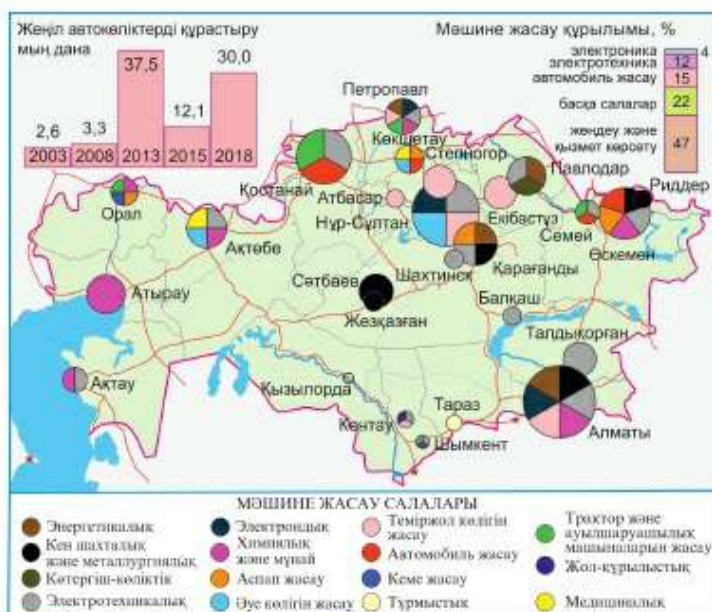 Жеңіл автокөліктерді құрастыру
мың дана
37,5
30,0
12,1
2,6
3,3
2003
2008
2013
2015
2018
Мәшине жасау құрылымы, %
электроника
4
электротехника
12
автомобиль жасау
15
басқа салалар
22
жөндеу және
қызмет көрсету
47
Петропавл
Көкшетау
Степногор
Павлодар
Риддер
Қостанай
Атбасар
Екібастұз
Семей
Өскемен
Орал
Ақтөбе
Нұр-Сұлтан
Шахтинск
Қарағанды
Атырау
Сәтбаев
Жезқазған
Балқаш
Талдықорған
Ақтау
Қызылорда
Тараз
Кентау
Шымкент
Алматы
МӘШИНЕ ЖАСАУ САЛАЛАРЫ
Энергетикалық
Кен шахталық
және металлургиялық
Көтергіш-көліктік
Электротехникалық
Электрондық
Химиялық
және мұнай
Аспап жасау
Әуе көлігін жасау
Теміржол көлігін
жасау
Автомобиль жасау
Кеме жасау
Тұрмыстық
Трактор және
ауылшаруашылық
машыналарын жасау
Жол-құрылыстық
Медициналық